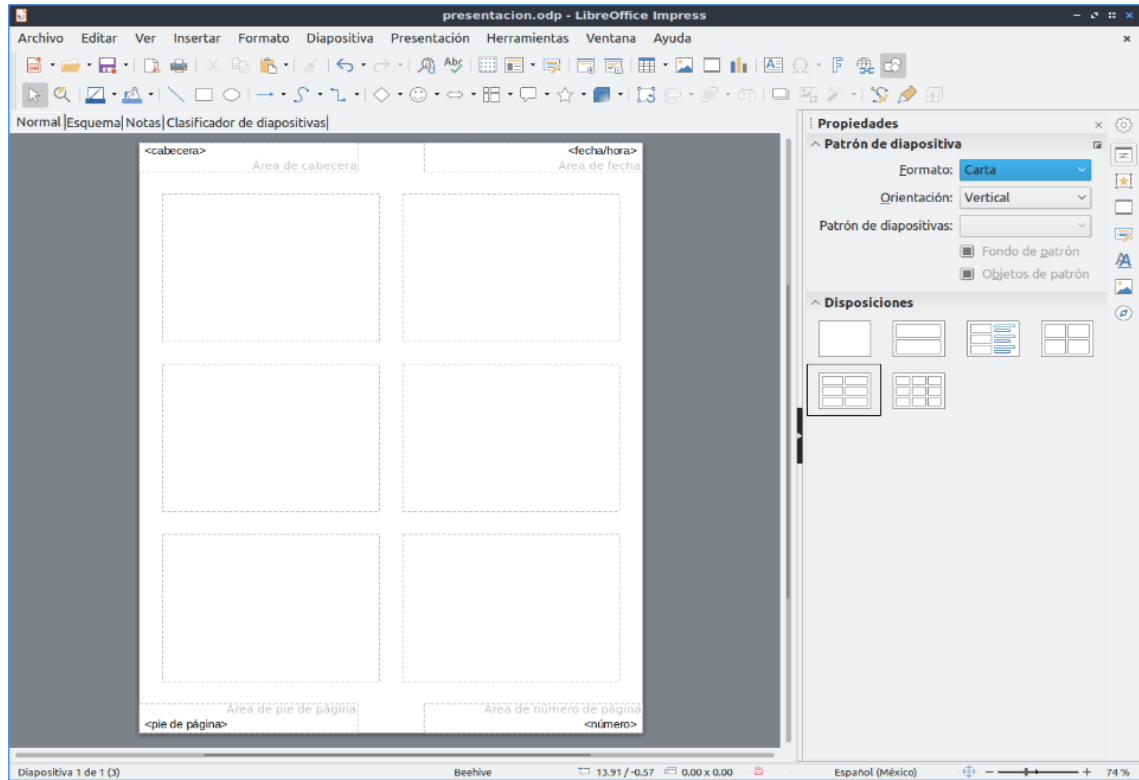 presentacion.odp - LibreOffice Impress
Archivo Editar Ver Insertar Formato Diapositiva Presentación Herramientas Ventana Ayuda
Normal Esquema Notas Clasificador de diapositivas
<cabecera>
Área de cabecera
<fecha/hora>
Área de fecha
Área de pie de página
<pie de página>
Área de número de página
<número>
Propiedades
Patrón de diapositiva
Formato: Carta
Orientación: Vertical
Patrón de diapositivas:
Fondo de patrón
Objetos de patrón
Disposiciones
Diapositiva 1 de 1 (3) Beehive 13.91 / -0.57 0.00 x 0.00 Español (México) 74 %